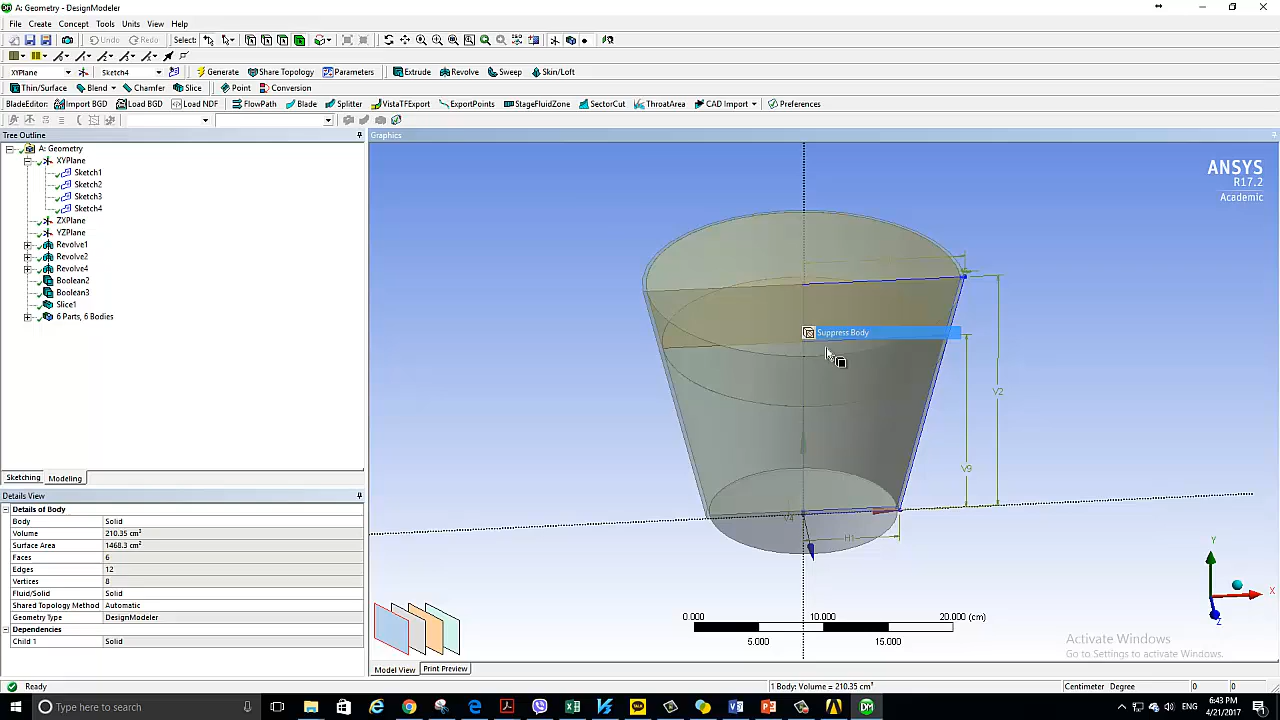 A: Geometry - DesignModeler
File Create Concept Tools Units View Help
Undo Redo Select:
XYPlane Sketch4 Generate Share Topology Parameters Extrude Revolve Sweep Skin/Loft
Thin/Surface Blend Chamfer Slice Point Conversion
BladeEditor: Import BGD Load BGD Load NDF FlowPath Blade Splitter VistaTFExport ExportPoints StageFluidZone SectorCut ThroatArea CAD Import Preferences
Tree Outline
Graphics
A: Geometry
XYPlane
Sketch1
Sketch2
Sketch3
Sketch4
ZXPlane
YZPlane
Revolve1
Revolve2
Revolve4
Boolean2
Boolean3
Slice1
6 Parts, 6 Bodies
ANSYS
R17.2
Academic
Suppress Body
V2
V9
V4
H1
Sketching Modeling
Details View
Details of Body
Body Solid
Volume 210.35 cm³
Surface Area 1468.3 cm²
Faces 6
Edges 12
Vertices 8
Fluid/Solid Solid
Shared Topology Method Automatic
Geometry Type DesignModeler
Dependencies
Child 1 Solid
0.000 10.000 20.000 (cm)
5.000 15.000
Y
X
Z
Activate Windows
Go to Settings to activate Windows.
Model View Print Preview
Ready
1 Body: Volume = 210.35 cm³
Centimeter Degree 0 0
Type here to search
6:43 PM
4/21/2017